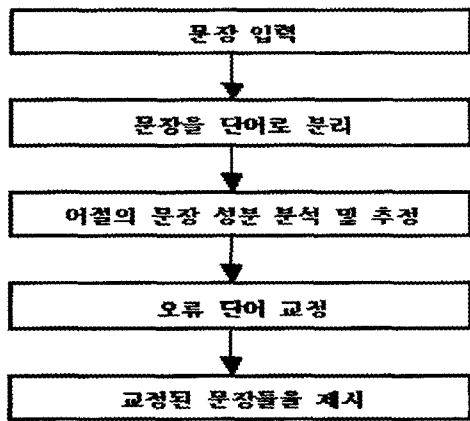 문장 입력
문장을 단어로 분리
어절의 문장 성분 분석 및 추정
오류 단어 교정
교정된 문장들을 제시